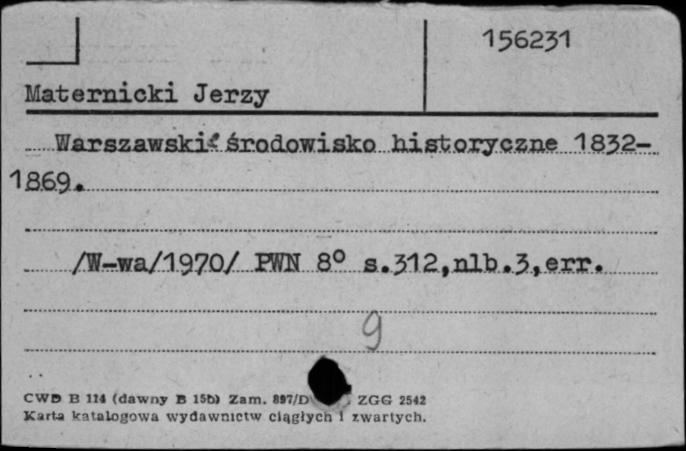 156231
Maternicki Jerzy
Warszawskie środowisko historyczne 1832-
1869.
/W-wa/1970/ PWN 8° s.312,nlb.3,err.
9
CWD B 114 (dawny B 15b) Zam. 897/D ZGG 2542
Karta katalogowa wydawnictw ciągłych i zwartych.